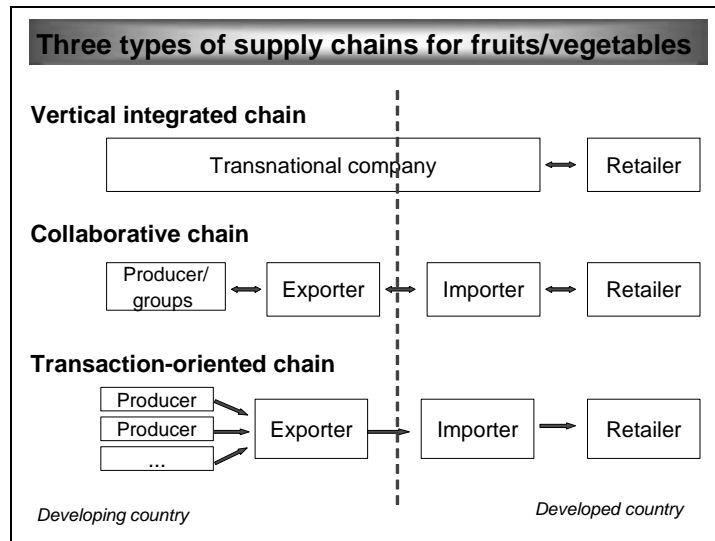 Three types of supply chains for fruits/vegetables
Vertical integrated chain
Transnational company
Retailer
Collaborative chain
Producer/
groups
Exporter
Importer
Retailer
Transaction-oriented chain
Producer
Producer
...
Exporter
Importer
Retailer
Developing country
Developed country